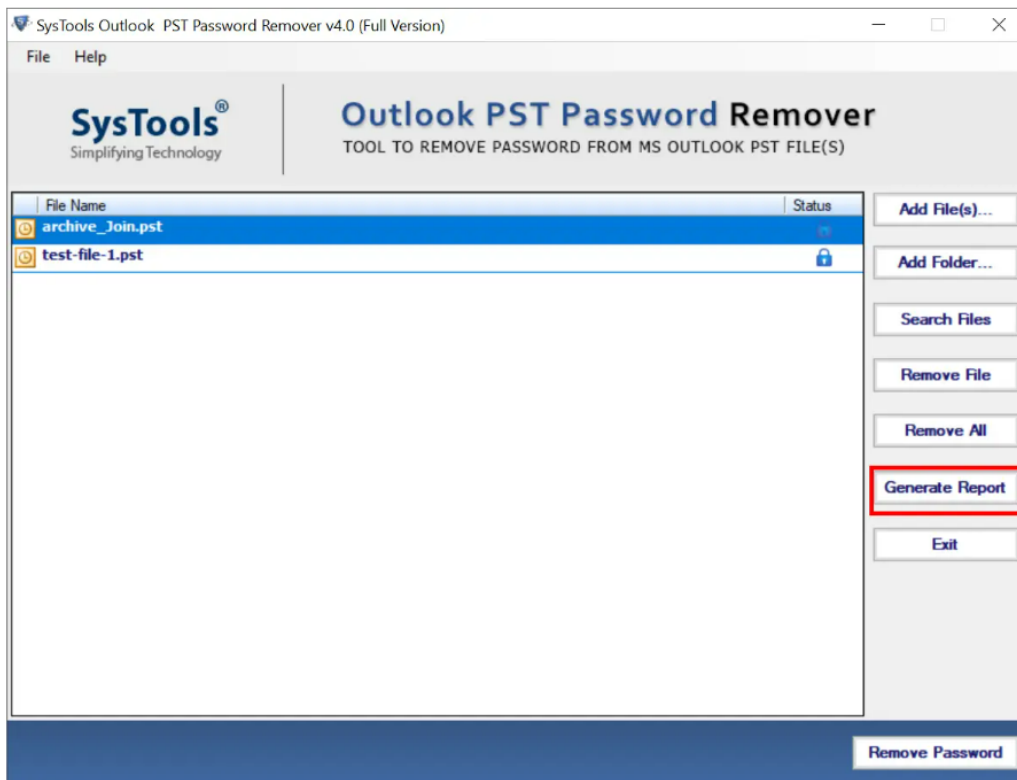 SysTools Outlook  PST Password Remover v4.0 (Full Version)
File Help
SysTools®
Simplifying Technology
Outlook PST Password Remover
TOOL TO REMOVE PASSWORD FROM MS OUTLOOK PST FILE(S)
File Name Status
archive_Join.pst
test-file-1.pst
Add File(s)...
Add Folder...
Search Files
Remove File
Remove All
Generate Report
Exit
Remove Password